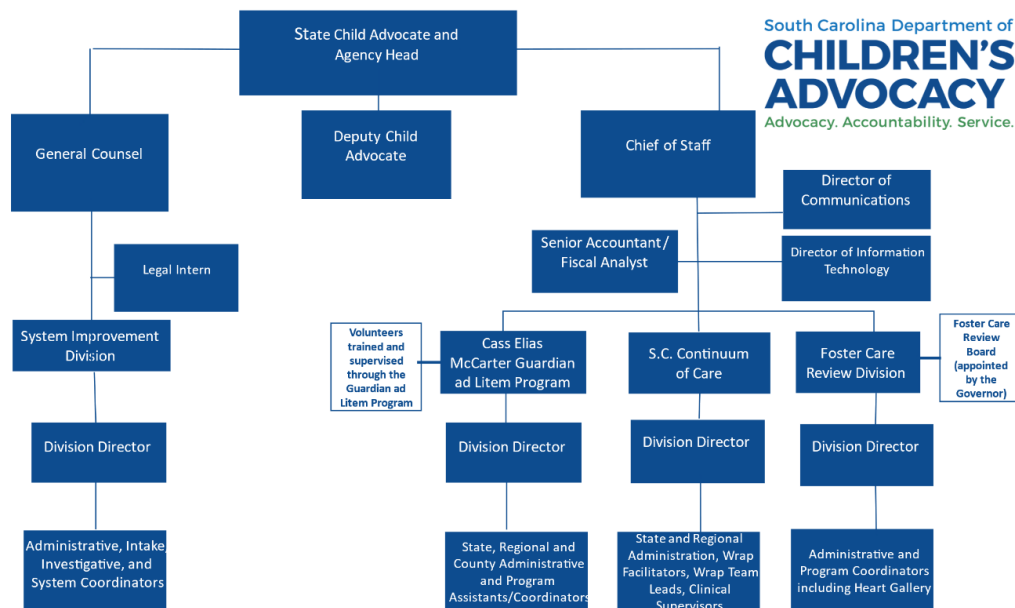 State Child Advocate and
Agency Head
South Carolina Department of
CHILDREN'S
ADVOCACY
Advocacy. Accountability. Service.
General Counsel
Deputy Child
Advocate
Chief of Staff
Director of
Communications
Senior Accountant/
Fiscal Analyst
Director of Information
Technology
Legal Intern
System Improvement
Division
Volunteers
trained and
supervised
through the
Guardian ad
Litem Program
Cass Elias
McCarter Guardian
ad Litem Program
S.C. Continuum
of Care
Foster Care
Review Division
Foster Care
Review
Board
(appointed
by the
Governor)
Division Director
Division Director
Division Director
Division Director
Administrative, Intake,
Investigative, and
System Coordinators
State, Regional and
County Administrative
and Program
Assistants/Coordinators
State and Regional
Administration, Wrap
Facilitators, Wrap Team
Leads, Clinical
Supervisors
Administrative and
Program Coordinators
including Heart Gallery